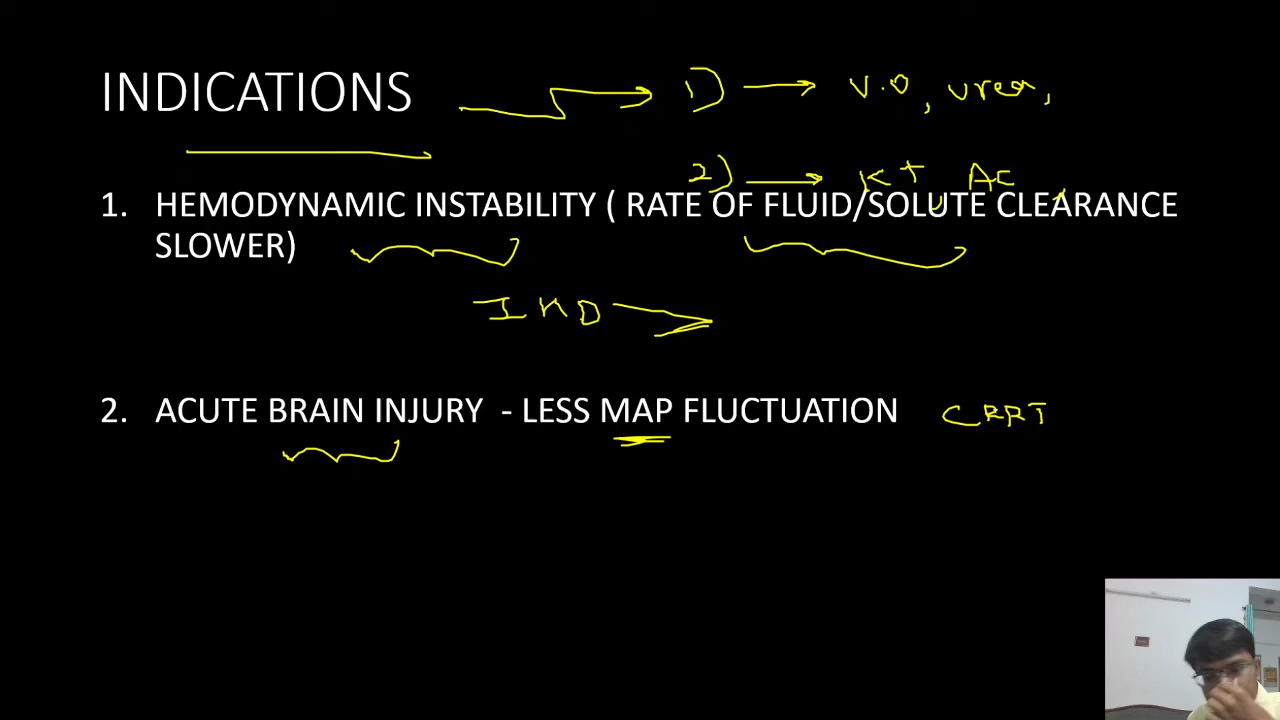 INDICATIONS 1) V.O, urea,
2) K+, AC
1. HEMODYNAMIC INSTABILITY ( RATE OF FLUID/SOLUTE CLEARANCE
SLOWER)
IHD
2. ACUTE BRAIN INJURY - LESS MAP FLUCTUATION CRRT